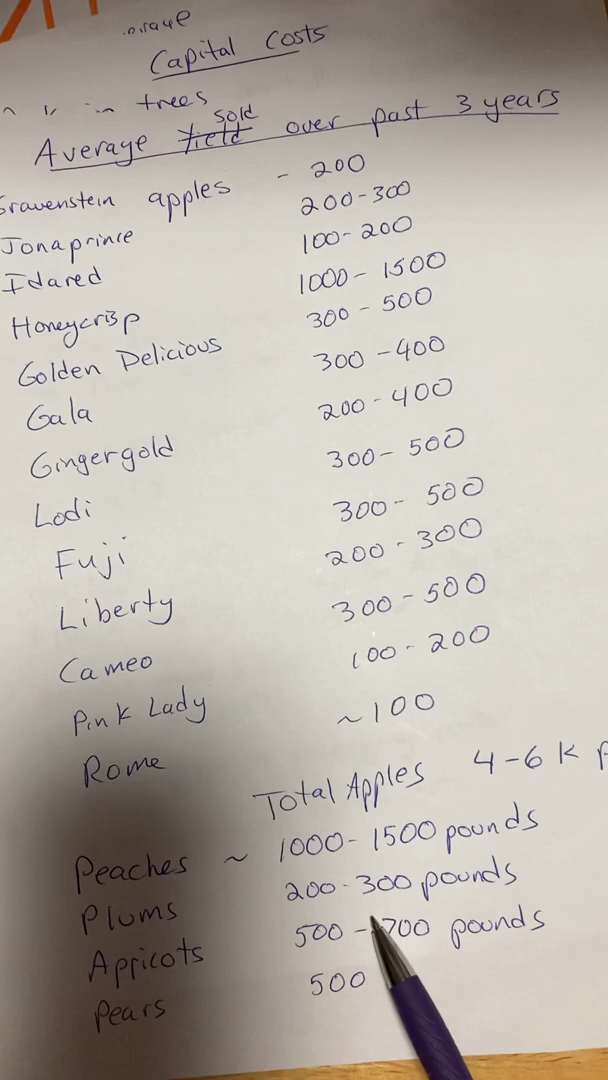 Capital Costs
in trees
sold
Average yield over past 3 years
Gravenstein apples - 200
Jonaprince 200-300
Idared 100-200
Honeycrisp 1000-1500
Golden Delicious 300-500
Gala 300-400
Gingergold 200-400
Lodi 300-500
Fuji 300-500
Liberty 200-300
Cameo 300-500
Pink Lady 100-200
Rome ~100
Total Apples 4-6 K
Peaches ~ 1000-1500 pounds
Plums 200-300 pounds
Apricots 500-700 pounds
Pears 500